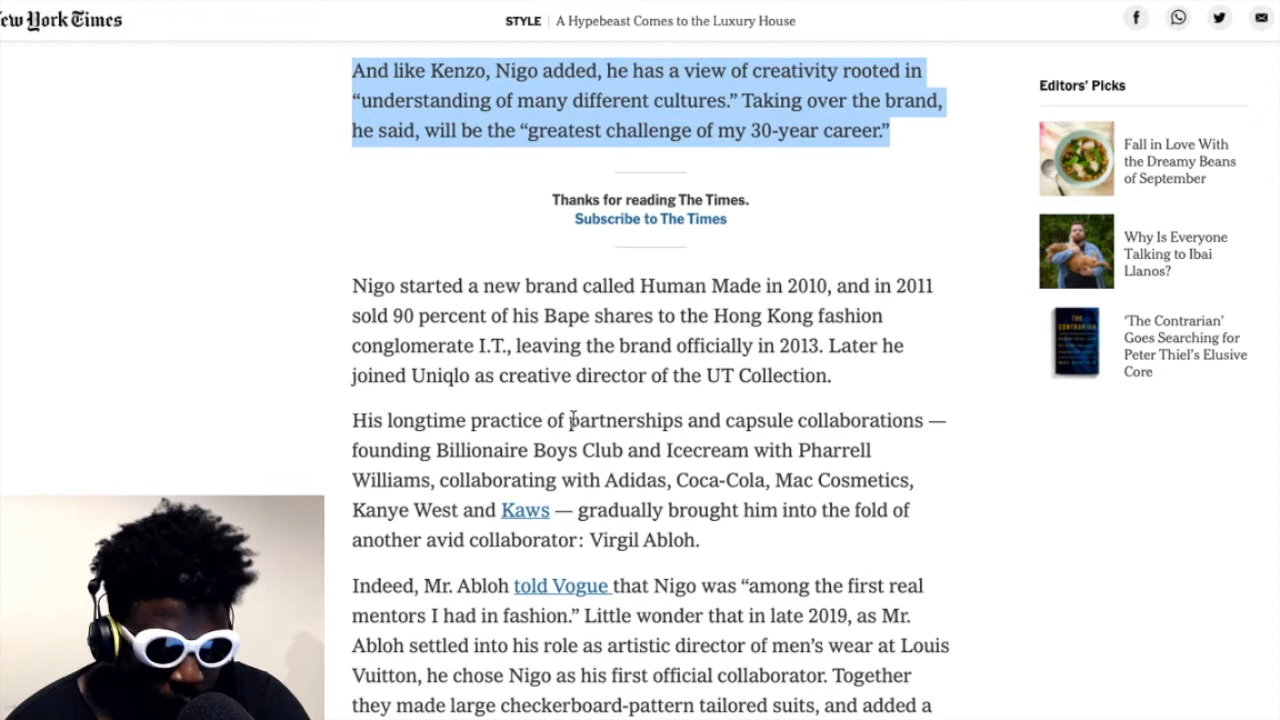 ew York Times
STYLE | A Hypebeast Comes to the Luxury House
And like Kenzo, Nigo added, he has a view of creativity rooted in
“understanding of many different cultures.” Taking over the brand,
he said, will be the “greatest challenge of my 30-year career.”
Thanks for reading The Times.
Subscribe to The Times
Nigo started a new brand called Human Made in 2010, and in 2011
sold 90 percent of his Bape shares to the Hong Kong fashion
conglomerate I.T., leaving the brand officially in 2013. Later he
joined Uniqlo as creative director of the UT Collection.
His longtime practice of partnerships and capsule collaborations —
founding Billionaire Boys Club and Icecream with Pharrell
Williams, collaborating with Adidas, Coca-Cola, Mac Cosmetics,
Kanye West and Kaws — gradually brought him into the fold of
another avid collaborator: Virgil Abloh.
Indeed, Mr. Abloh told Vogue that Nigo was “among the first real
mentors I had in fashion.” Little wonder that in late 2019, as Mr.
Abloh settled into his role as artistic director of men’s wear at Louis
Vuitton, he chose Nigo as his first official collaborator. Together
they made large checkerboard-pattern tailored suits, and added a
Editors’ Picks
Fall in Love With
the Dreamy Beans
of September
Why Is Everyone
Talking to Ibai
Llanos?
THE
CONTRARIAN
‘The Contrarian’
Goes Searching for
Peter Thiel’s Elusive
Core